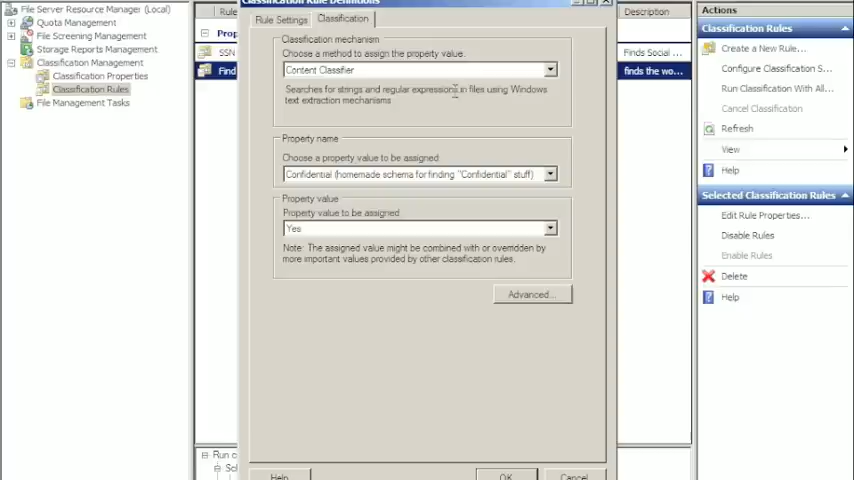 File Server Resource Manager (Local)
Quota Management
File Screening Management
Storage Reports Management
Classification Management
Classification Properties
Classification Rules
File Management Tasks
Rule
Prop
SSN
Find
Run c
Classification Rule Definitions
Rule Settings
Classification
Classification mechanism
Choose a method to assign the property value.
Content Classifier
Searches for strings and regular expressions in files using Windows
text extraction mechanisms
Property name
Choose a property value to be assigned:
Confidential (homemade schema for finding "Confidential" stuff)
Property value
Property value to be assigned:
Yes
Note: The assigned value might be combined with or overridden by
more important values provided by other classification rules.
Advanced...
Help
OK
Cancel
Description
Finds Social ...
finds the wo...
Actions
Classification Rules
Create a New Rule...
Configure Classification S...
Run Classification With All...
Cancel Classification
Refresh
View
Help
Selected Classification Rules
Edit Rule Properties...
Disable Rules
Enable Rules
Delete
Help